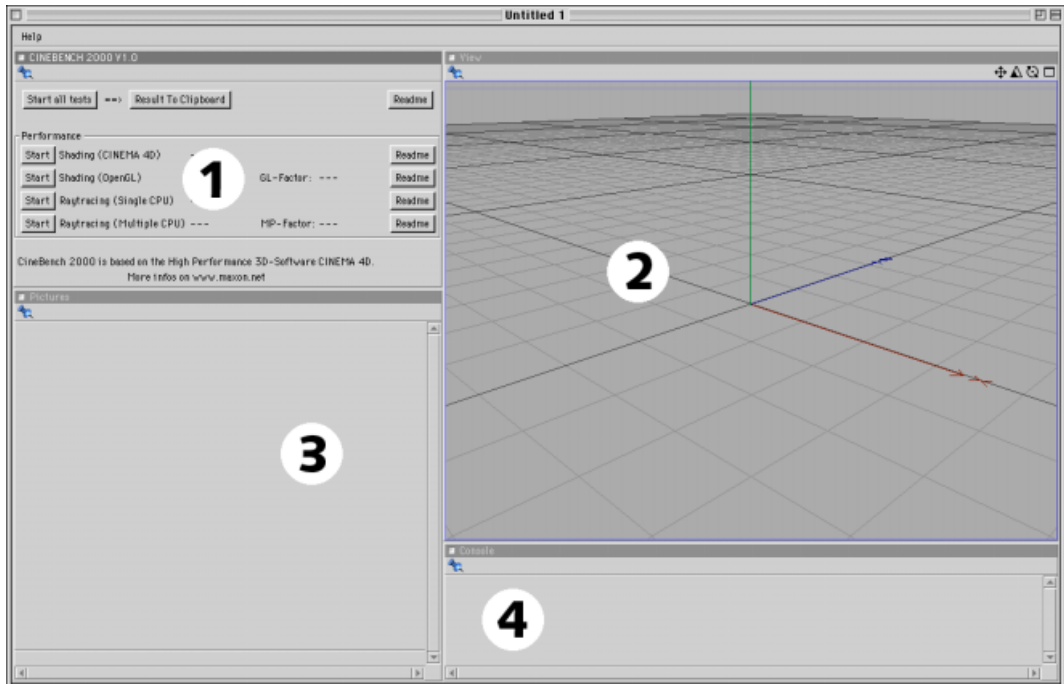 Untitled 1
Help
CINEBENCH 2000 V1.0
Start all tests ==> Result To Clipboard Readme
Performance
Start Shading (CINEMA 4D) Readme
Start Shading (OpenGL) GL-Factor: --- Readme
Start Raytracing (Single CPU) Readme
Start Raytracing (Multiple CPU) --- MP-Factor: --- Readme
1
CineBench 2000 is based on the High Performance 3D-Software CINEMA 4D.
More infos on www.maxon.net
View
2
Pictures
3
Console
4